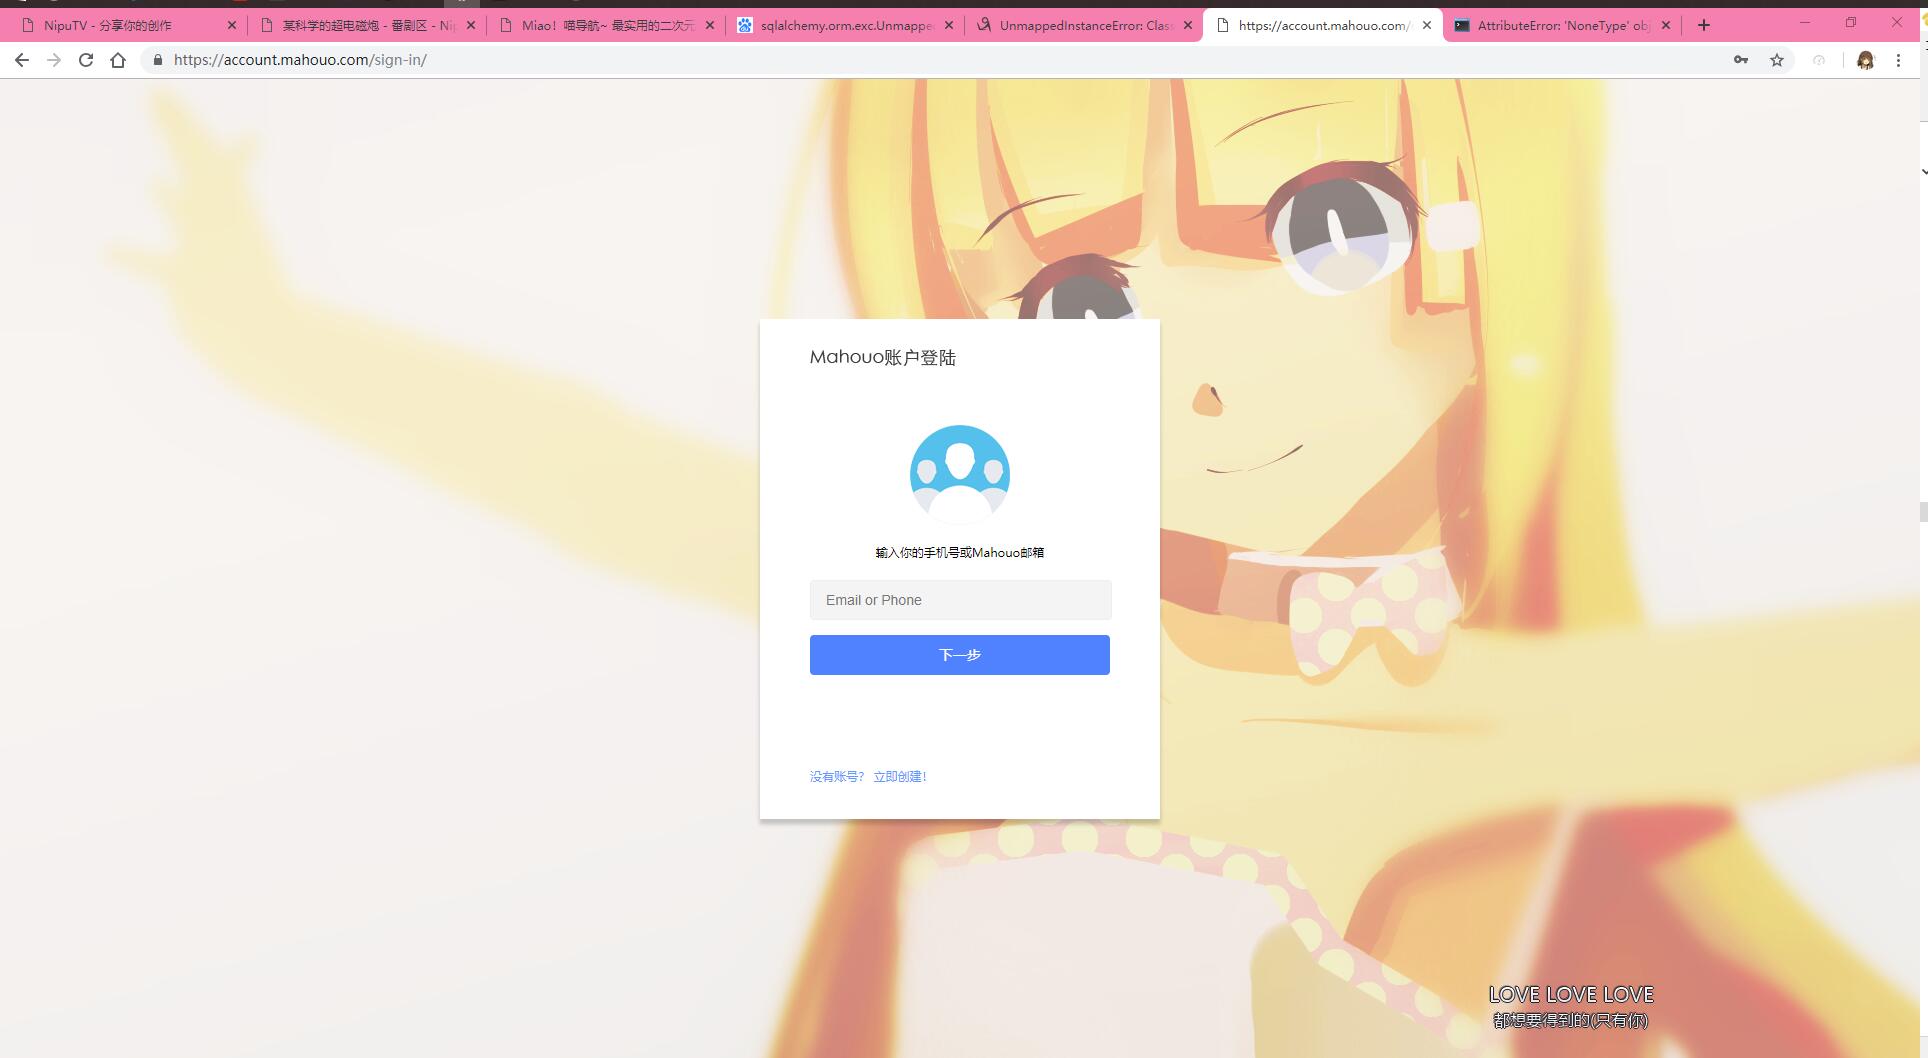 NipuTV - 分享你的创作
某科学的超电磁炮 - 番剧区 - Nip
Miao！喵导航~ 最实用的二次元
sqlalchemy.orm.exc.Unmapped
UnmappedInstanceError: Class
https://account.mahouo.com/
AttributeError: 'NoneType' obj
https://account.mahouo.com/sign-in/
Mahouo账户登陆
输入你的手机号或Mahouo邮箱
Email or Phone
下一步
没有账号？ 立即创建！
LOVE LOVE LOVE
都想要得到的(只有你)